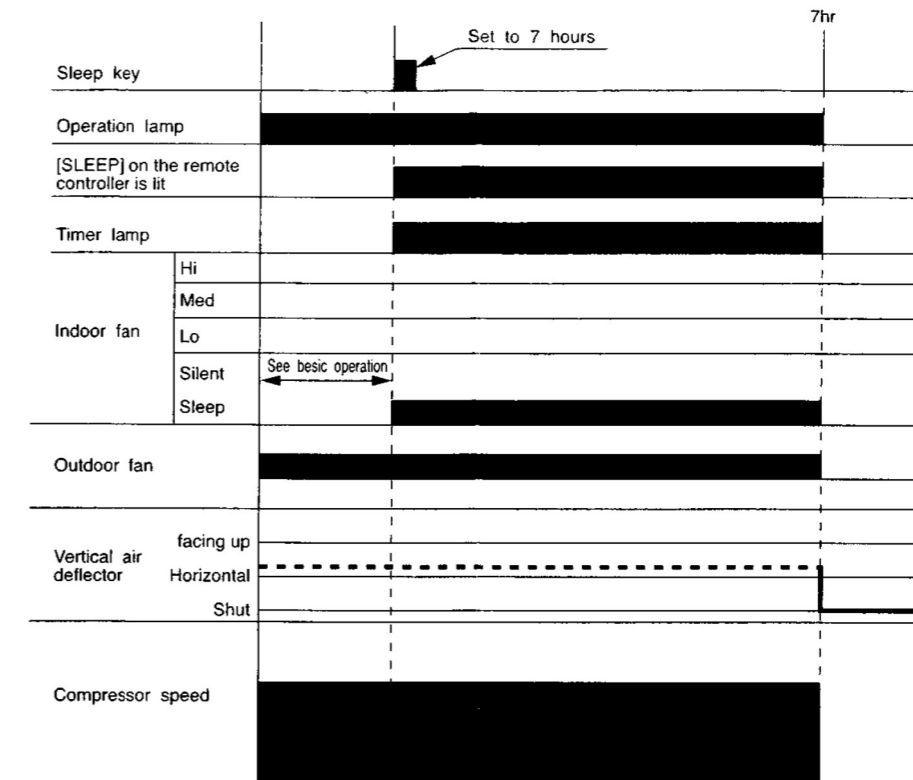 7hr
Set to 7 hours
Sleep key
Operation lamp
[SLEEP] on the remote
controller is lit
Timer lamp
Indoor fan
Hi
Med
Lo
Silent
Sleep
See besic operation
Outdoor fan
Vertical air
deflector
facing up
Horizontal
Shut
Compressor speed